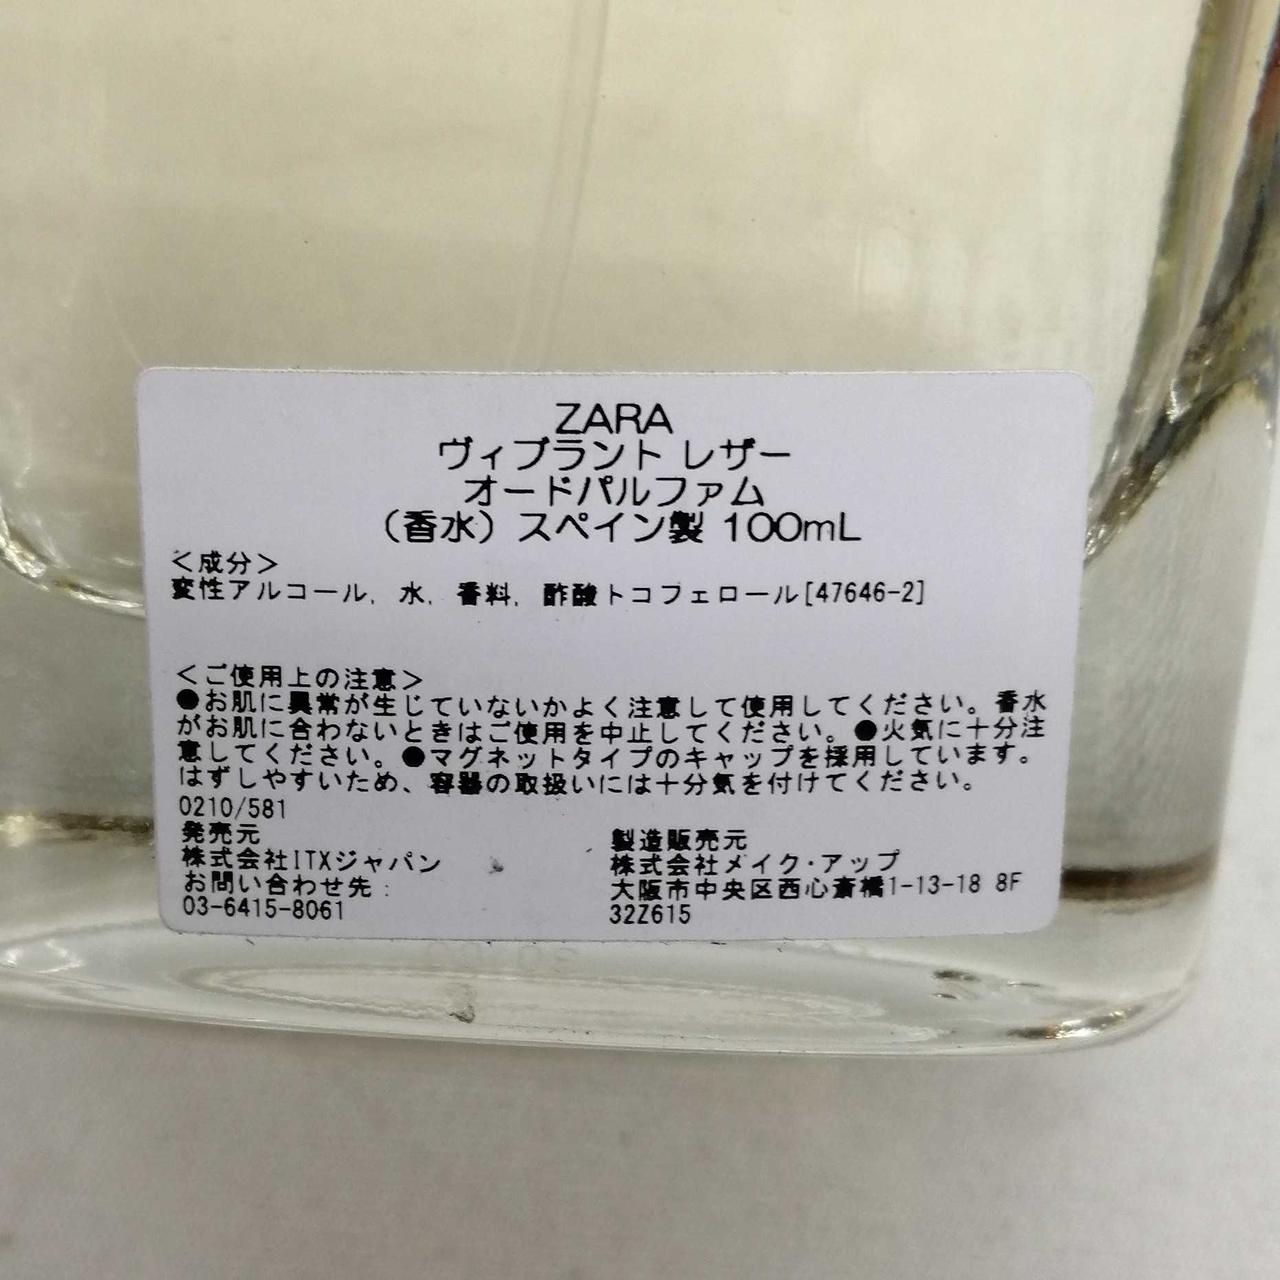 ZARA
ヴィブラント レザー
オードパルファム
（香水）スペイン製 100mL
＜成分＞
変性アルコール, 水, 香料, 酢酸トコフェロール[47646-2]
＜ご使用上の注意＞
●お肌に異常が生じていないかよく注意して使用してください。香水
がお肌に合わないときはご使用を中止してください。●火気に十分注
意してください。●マグネットタイプのキャップを採用しています。
はずしやすいため、容器の取扱いには十分気を付けてください。
0210/581
発売元
株式会社ITXジャパン
お問い合わせ先：
03-6415-8061
製造販売元
株式会社メイク・アップ
大阪市中央区西心斎橋1-13-18 8F
32Z615